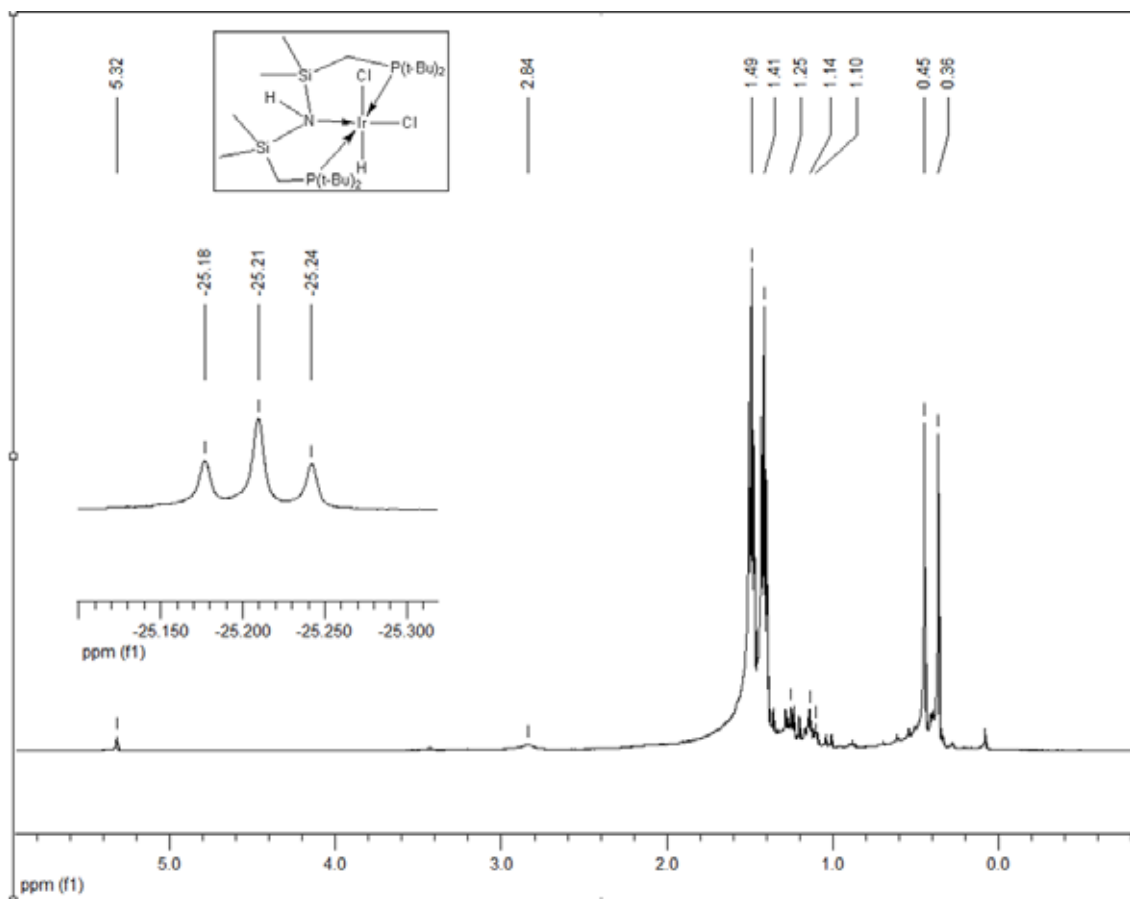 5.32
2.84
1.49
1.41
1.25
1.14
1.10
0.45
0.36
Si
P(t-Bu)2
Cl
H
N
Ir
Cl
Si
H
P(t-Bu)2
-25.18
-25.21
-25.24
-25.150
-25.200
-25.250
-25.300
ppm (f1)
5.0
4.0
3.0
2.0
1.0
0.0
ppm (f1)